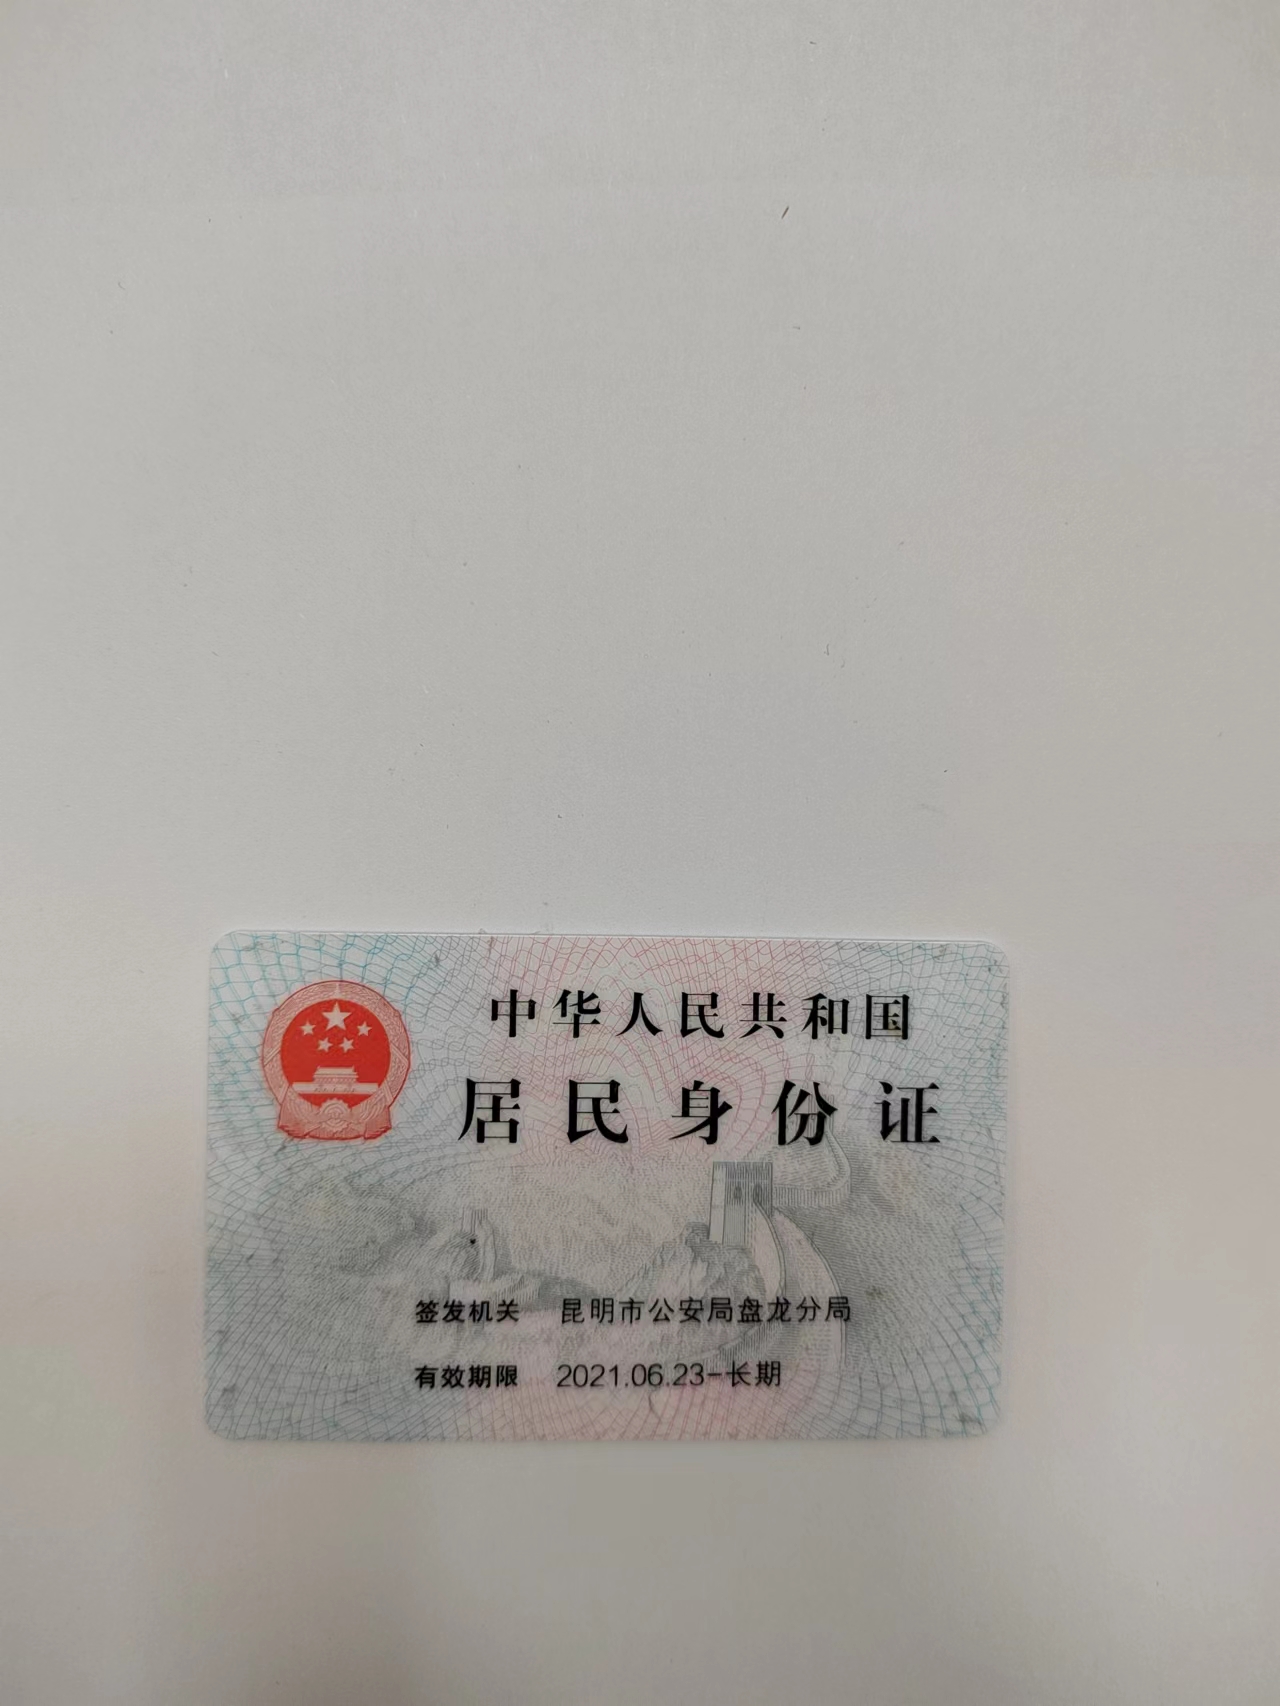 中华人民共和国
居民身份证
签发机关 昆明市公安局盘龙分局
有效期限 2021.06.23-长期